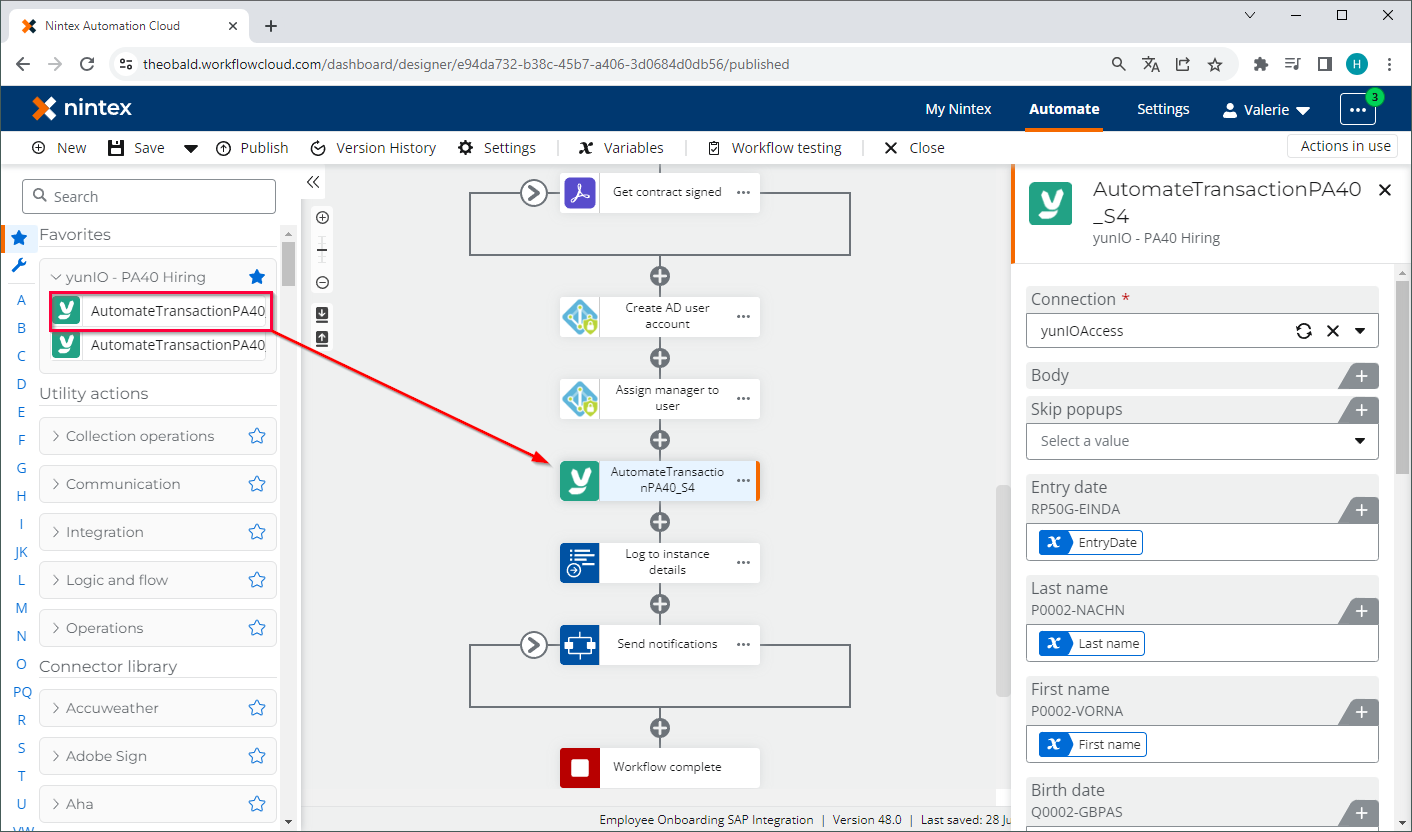 Nintex Automation Cloud
theobald.workflowcloud.com/dashboard/designer/e94da732-b38c-45b7-a406-3d0684d0db56/published
H
nintex
My Nintex
Automate
Settings
Valerie
3
New
Save
Publish
Version History
Settings
Variables
Workflow testing
Close
Actions in use
Search
Favorites
yunIO - PA40 Hiring
AutomateTransactionPA40
AutomateTransactionPA40
Utility actions
Collection operations
Communication
Integration
Logic and flow
Operations
Connector library
Accuweather
Adobe Sign
Aha
A
B
C
D
E
F
G
H
I
JK
L
M
N
O
PQ
R
S
T
U
VW
Get contract signed
Create AD user
account
Assign manager to
user
AutomateTransactio
nPA40_S4
Log to instance
details
Send notifications
Workflow complete
Employee Onboarding SAP Integration | Version 48.0 | Last saved: 28 Ju
AutomateTransactionPA40
_S4
yunIO - PA40 Hiring
Connection *
yunIOAccess
Body
Skip popups
Select a value
Entry date
RP50G-EINDA
EntryDate
Last name
P0002-NACHN
Last name
First name
P0002-VORNA
First name
Birth date
Q0002-GBPAS